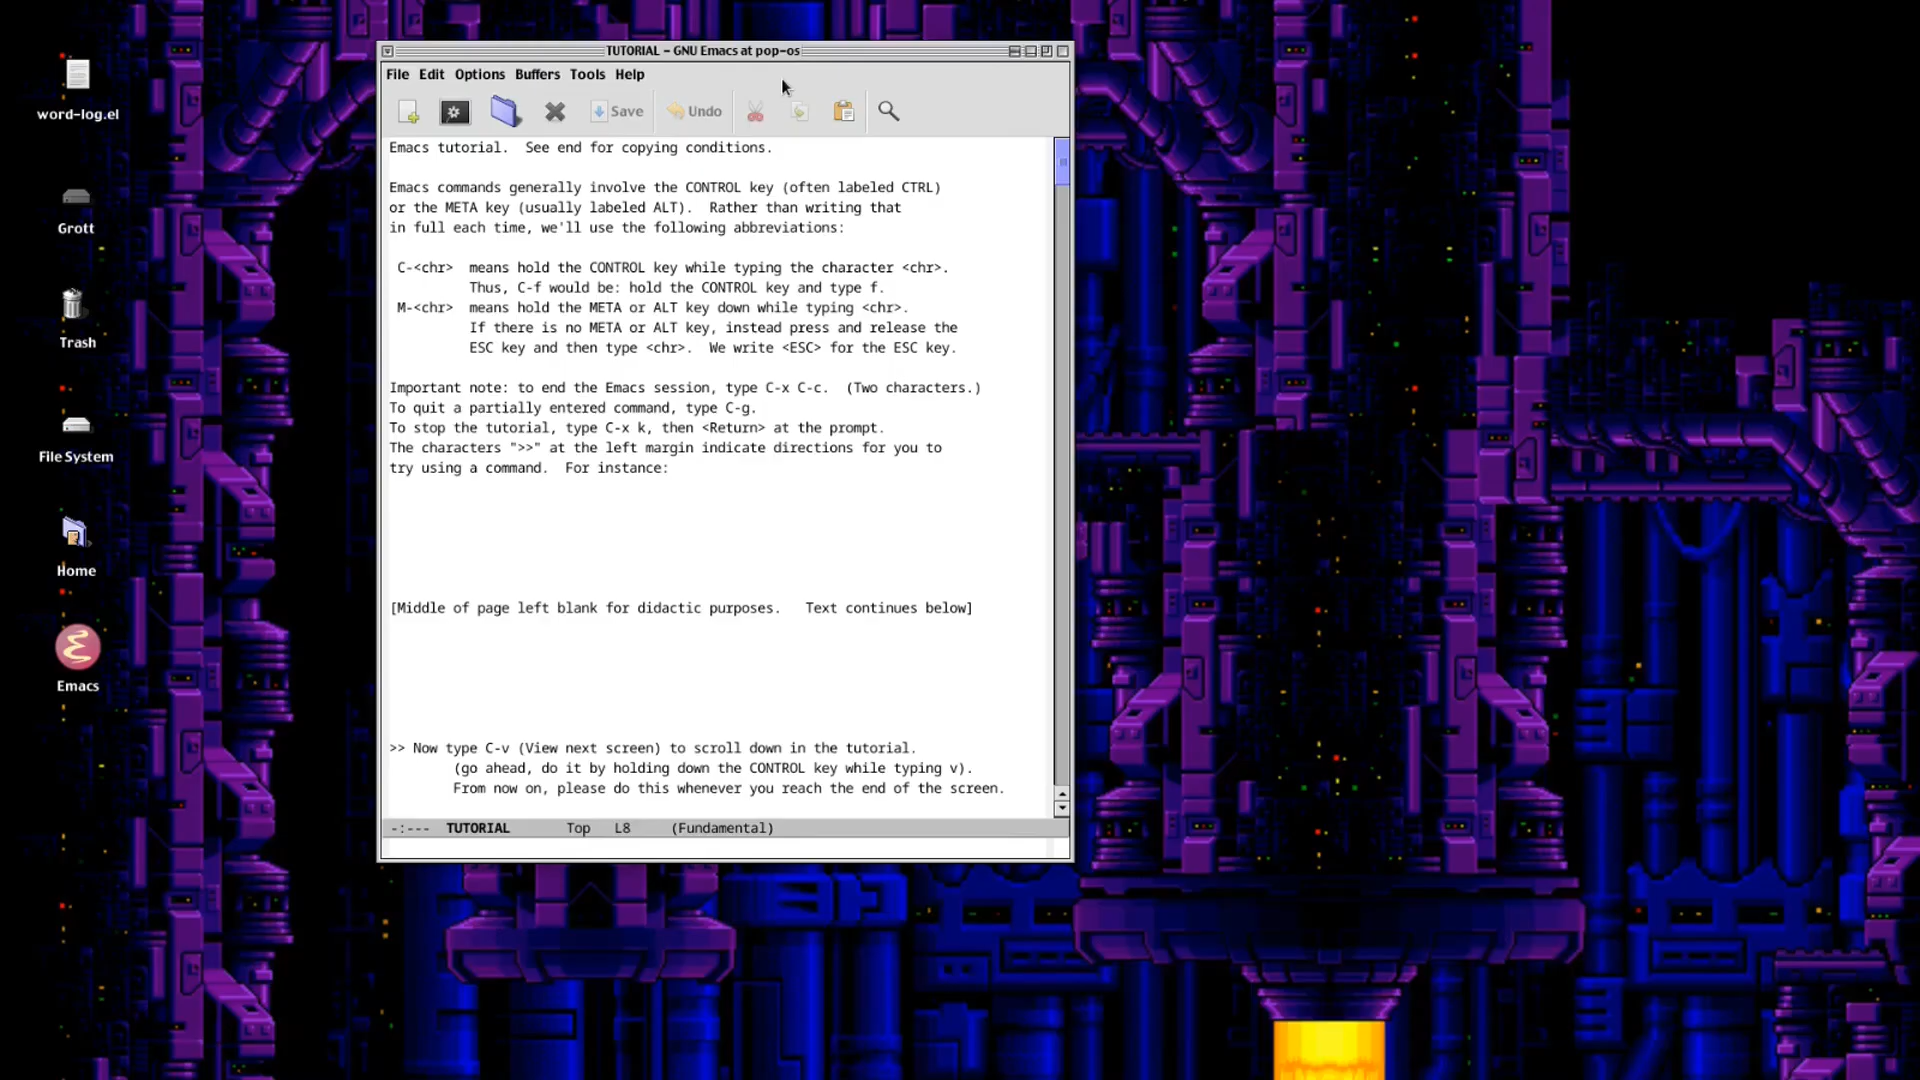 word-log.el
Grott
Trash
File System
Home
Emacs
TUTORIAL - GNU Emacs at pop-os
File Edit Options Buffers Tools Help
Save Undo
Emacs tutorial.  See end for copying conditions.
Emacs commands generally involve the CONTROL key (often labeled CTRL)
or the META key (usually labeled ALT).  Rather than writing that
in full each time, we'll use the following abbreviations:
C-<chr>  means hold the CONTROL key while typing the character <chr>.
Thus, C-f would be: hold the CONTROL key and type f.
M-<chr>  means hold the META or ALT key down while typing <chr>.
If there is no META or ALT key, instead press and release the
ESC key and then type <chr>.  We write <ESC> for the ESC key.
Important note: to end the Emacs session, type C-x C-c.  (Two characters.)
To quit a partially entered command, type C-g.
To stop the tutorial, type C-x k, then <Return> at the prompt.
The characters ">>" at the left margin indicate directions for you to
try using a command.  For instance:
[Middle of page left blank for didactic purposes.   Text continues below]
>> Now type C-v (View next screen) to scroll down in the tutorial.
(go ahead, do it by holding down the CONTROL key while typing v).
From now on, please do this whenever you reach the end of the screen.
-:---  TUTORIAL  Top  L8  (Fundamental)